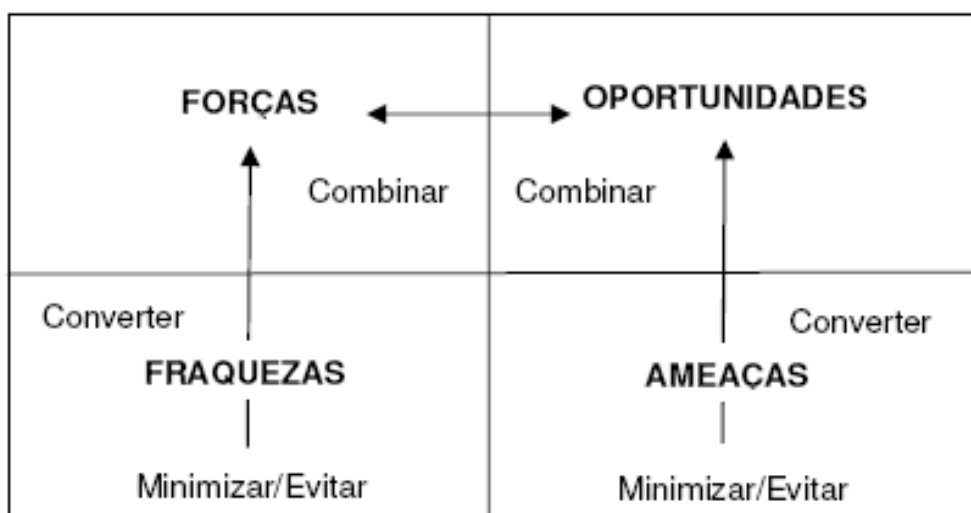 FORÇAS
OPORTUNIDADES
Combinar
Combinar
Converter
Converter
FRAQUEZAS
AMEAÇAS
Minimizar/Evitar
Minimizar/Evitar